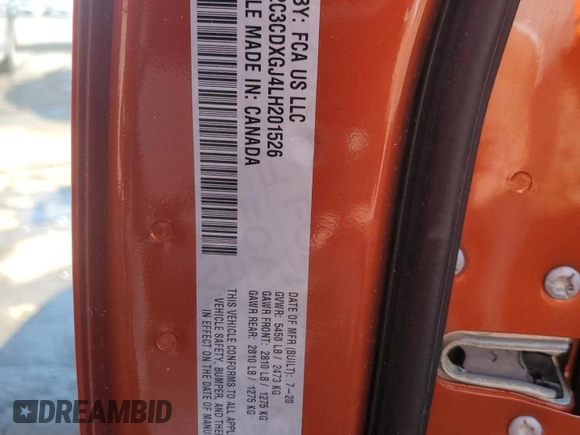 BY: FCA US LLC
2C3CDXGJ4LH201526
LE MADE IN: CANADA
DATE OF MFR (BUILT): 7-20
GVWR: 5450 LB / 2473 KG
GAWR FRONT: 2810 LB / 1275 KG
GAWR REAR: 2810 LB / 1275 KG
THIS VEHICLE CONFORMS TO ALL APPL
VEHICLE SAFETY, BUMPER, AND THE
IN EFFECT ON THE DATE OF MANU
DREAMBID